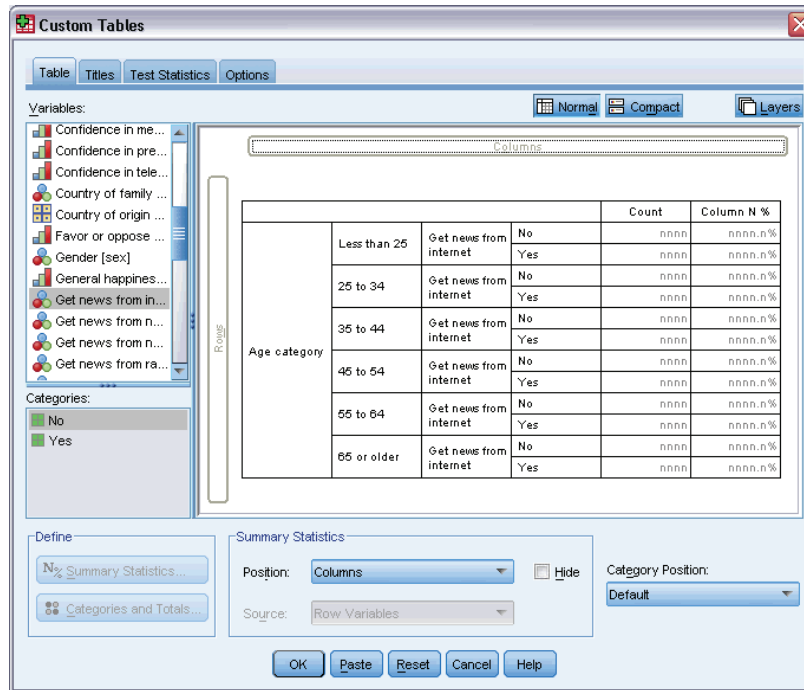 Custom Tables
Table Titles Test Statistics Options
Variables:
Normal Compact Layers
Confidence in me...
Confidence in pre...
Confidence in tele...
Country of family ...
Country of origin ...
Favor or oppose ...
Gender [sex]
General happines...
Get news from in...
Get news from n...
Get news from n...
Get news from ra...
Categories:
No
Yes
Columns
Rows
Count Column N %
Age category
Less than 25 Get news from internet No nnnn nnnn.n%
Yes nnnn nnnn.n%
25 to 34 Get news from internet No nnnn nnnn.n%
Yes nnnn nnnn.n%
35 to 44 Get news from internet No nnnn nnnn.n%
Yes nnnn nnnn.n%
45 to 54 Get news from internet No nnnn nnnn.n%
Yes nnnn nnnn.n%
55 to 64 Get news from internet No nnnn nnnn.n%
Yes nnnn nnnn.n%
65 or older Get news from internet No nnnn nnnn.n%
Yes nnnn nnnn.n%
Define
N% Summary Statistics...
Categories and Totals...
Summary Statistics
Position: Columns Hide
Source: Row Variables
Category Position:
Default
OK Paste Reset Cancel Help